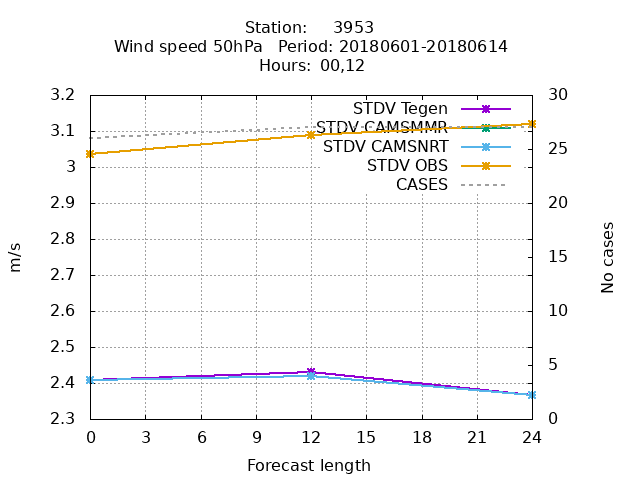 Station: 3953
Wind speed 50hPa Period: 20180601-20180614
Hours: 00,12
3.2
3.1
3
2.9
2.8
2.7
2.6
2.5
2.4
2.3
m/s
30
25
20
15
10
5
0
No cases
STDV Tegen
STDV CAMSMMR
STDV CAMSNRT
STDV OBS
CASES
0 3 6 9 12 15 18 21 24
Forecast length